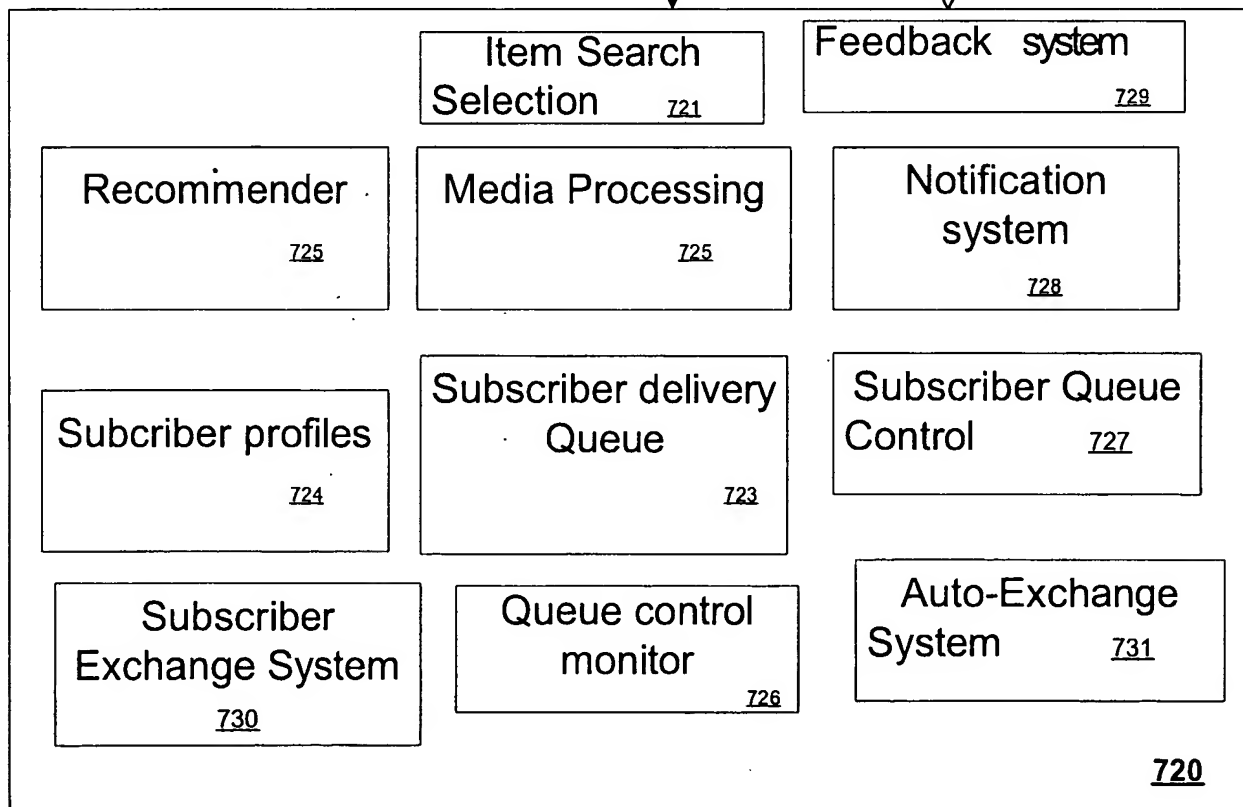 Item Search
Selection 721
Feedback system
729
Recommender
725
Media Processing
725
Notification
system
728
Subcriber profiles
724
Subscriber delivery
Queue
723
Subscriber Queue
Control 727
Subscriber
Exchange System
730
Queue control
monitor
726
Auto-Exchange
System 731
720